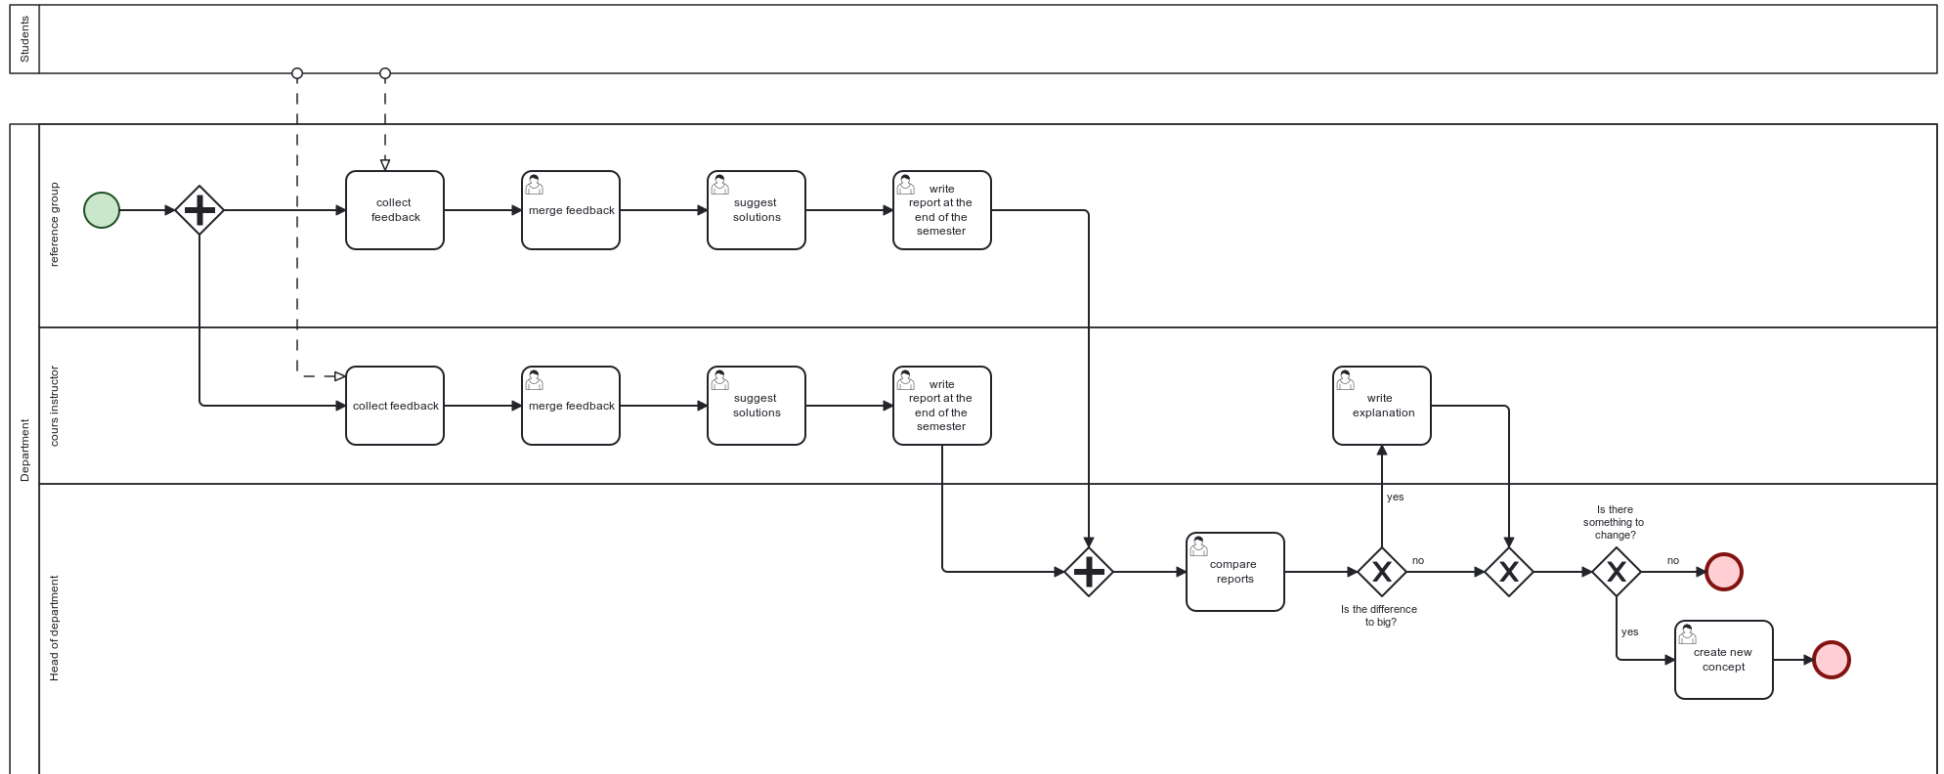 Students
Department
reference group
collect
feedback
merge feedback
suggest
solutions
write
report at the
end of the
semester
cours instructor
collect feedback
merge feedback
suggest
solutions
write
report at the
end of the
semester
write
explanation
Head of department
compare
reports
yes
no
Is the difference
to big?
Is there
something to
change?
no
yes
create new
concept